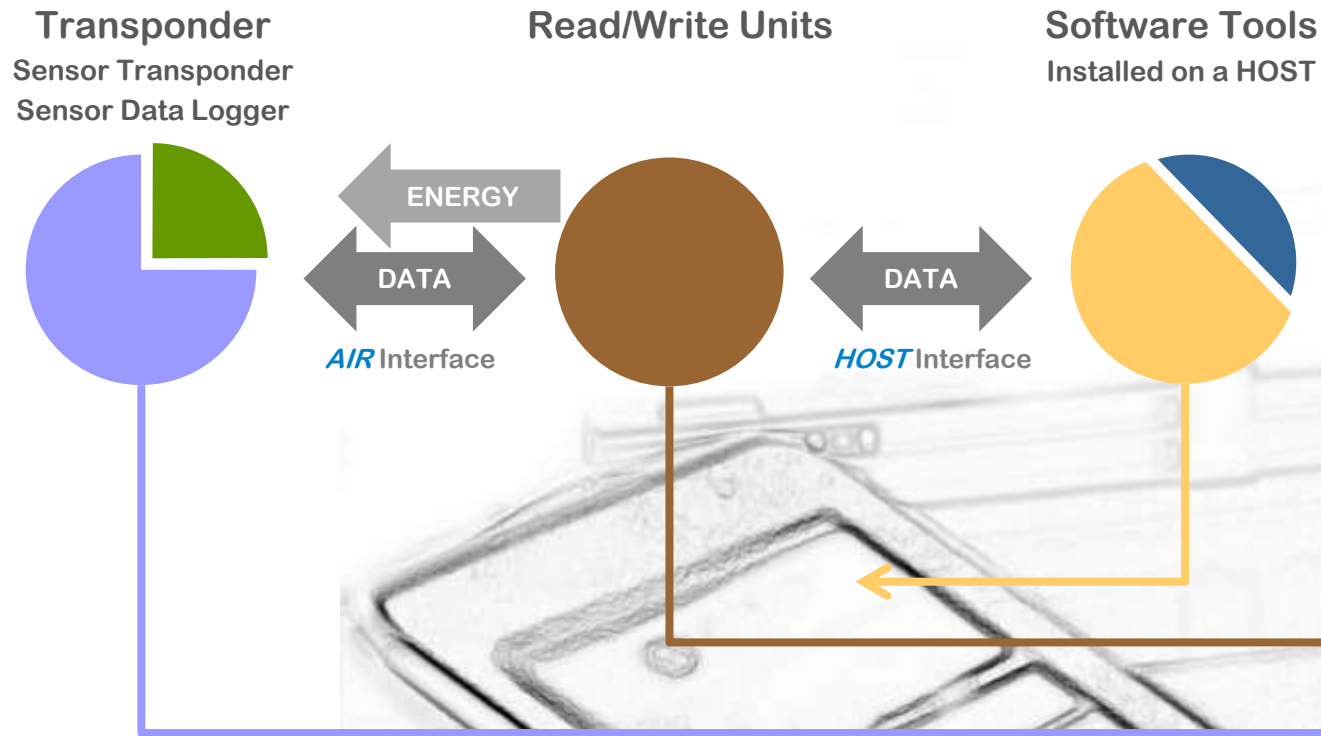 Transponder
Sensor Transponder
Sensor Data Logger
Read/Write Units
Software Tools
Installed on a HOST
ENERGY
DATA
DATA
AIR Interface
HOST Interface